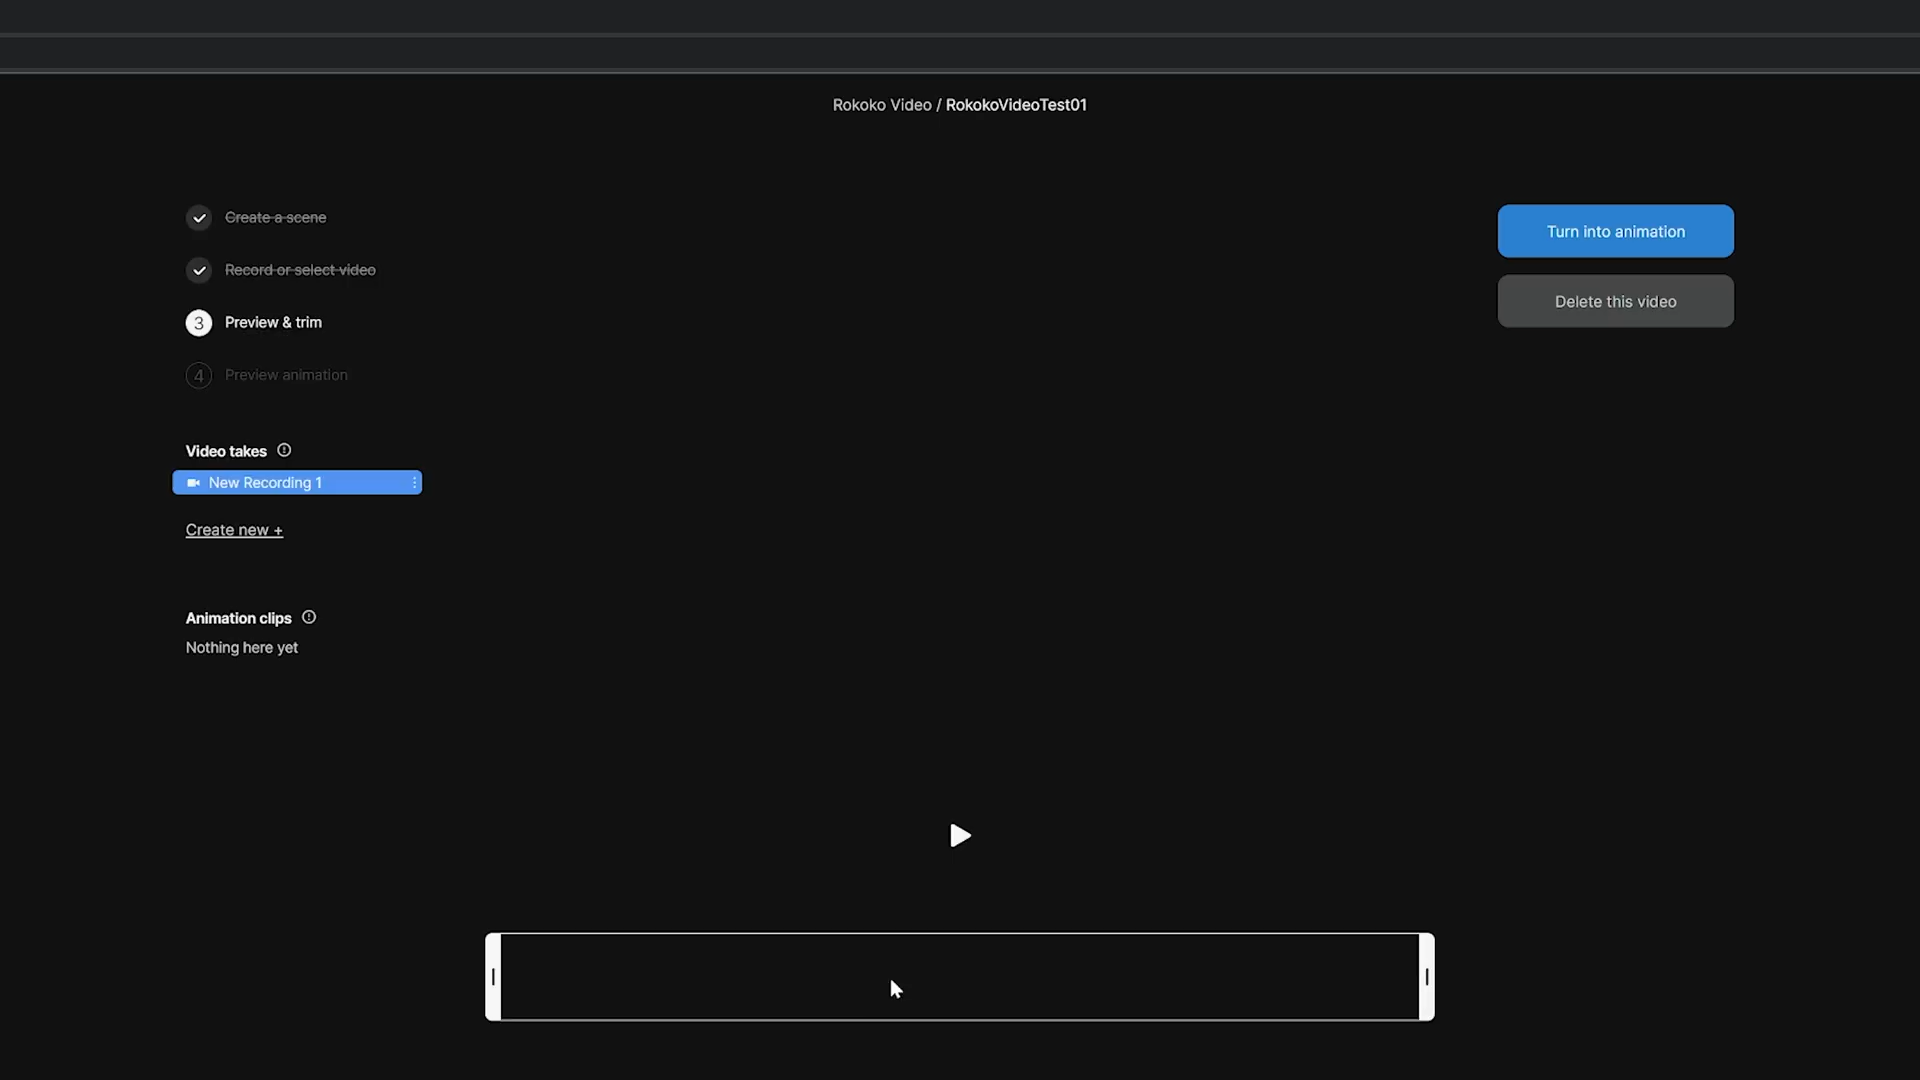 Rokoko Video / RokokoVideoTest01
Create a scene
Record or select video
3 Preview & trim
4 Preview animation
Video takes
New Recording 1
Create new +
Animation clips
Nothing here yet
Turn into animation
Delete this video